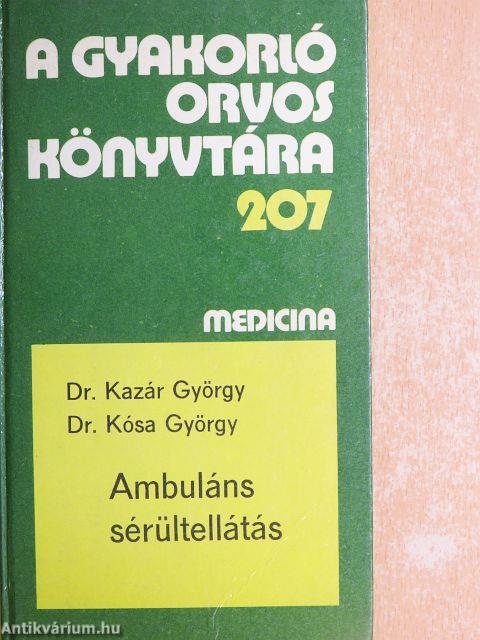 A GYAKORLÓ
ORVOS
KÖNYVTÁRA
207
MEDICINA
Dr. Kazár György
Dr. Kósa György
Ambuláns
sérültellátás
Antikvárium.hu